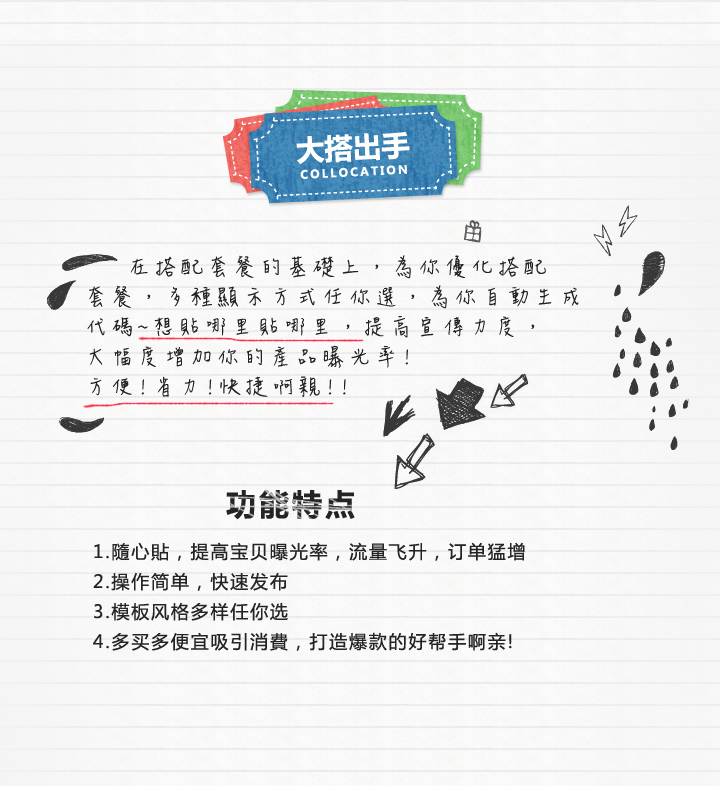 大搭出手
COLLOCATION
在搭配套餐的基礎上，為你優化搭配
套餐，多種顯示方式任你選，為你自動生成
代碼~想貼哪里貼哪里，提高宣傳力度，
大幅度增加你的產品曝光率！
方便！省力！快捷啊親！！
功能特点
1.隨心貼，提高宝贝曝光率，流量飞升，订单猛增
2.操作简单，快速发布
3.模板风格多样任你选
4.多买多便宜吸引消費，打造爆款的好帮手啊亲!